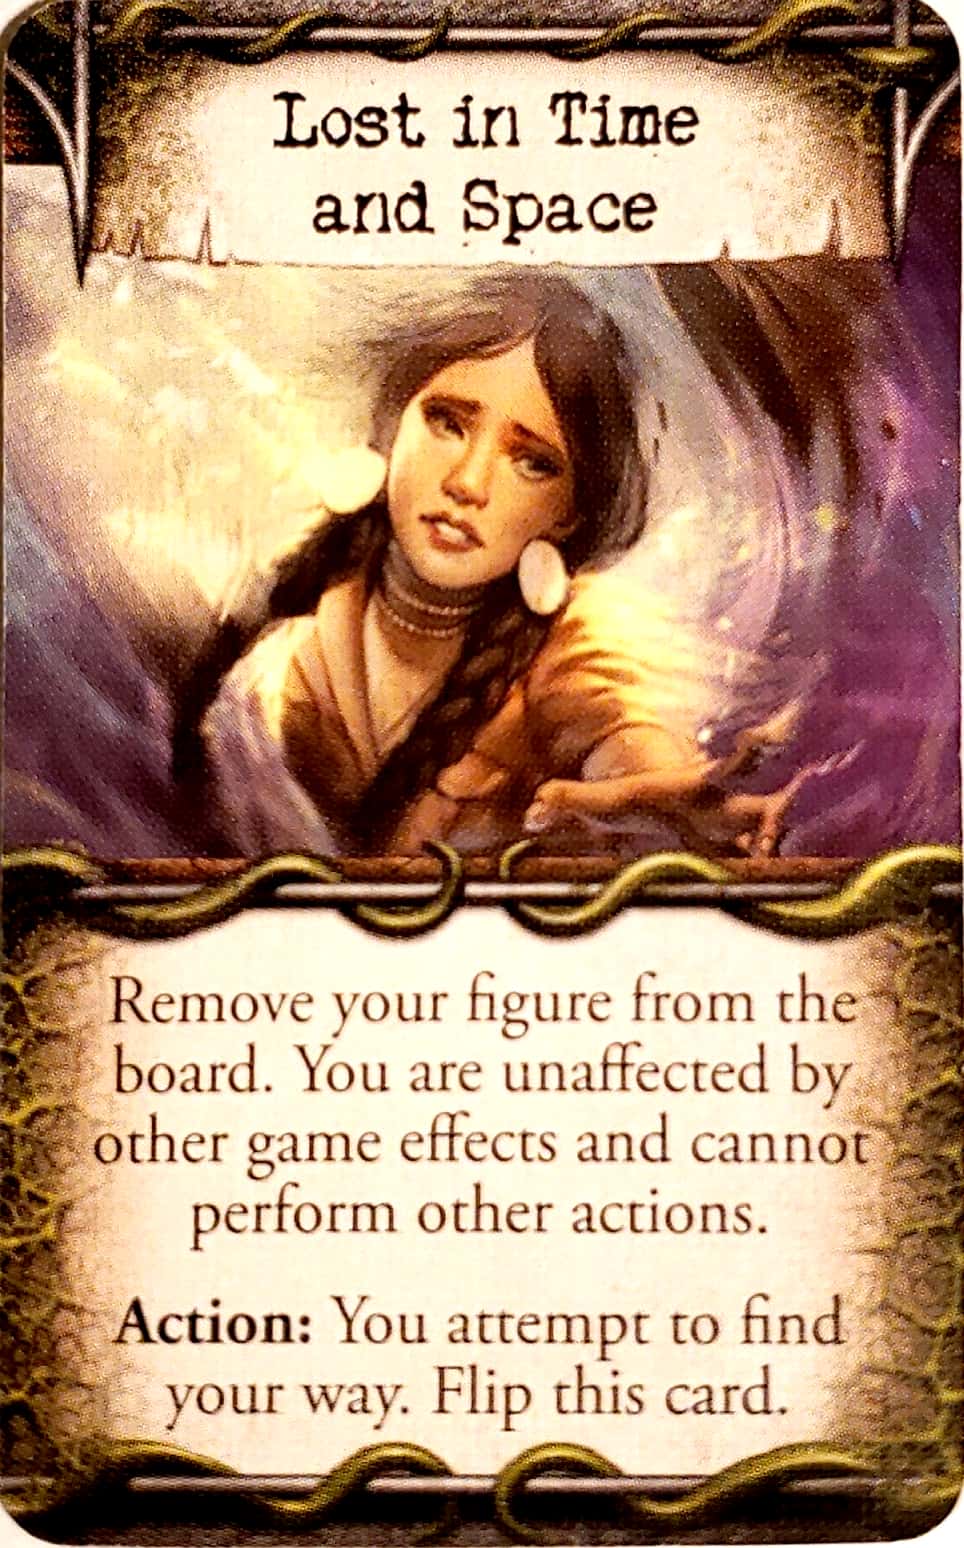 Lost in Time
and Space
Remove your figure from the
board. You are unaffected by
other game effects and cannot
perform other actions.
Action: You attempt to find
your way. Flip this card.